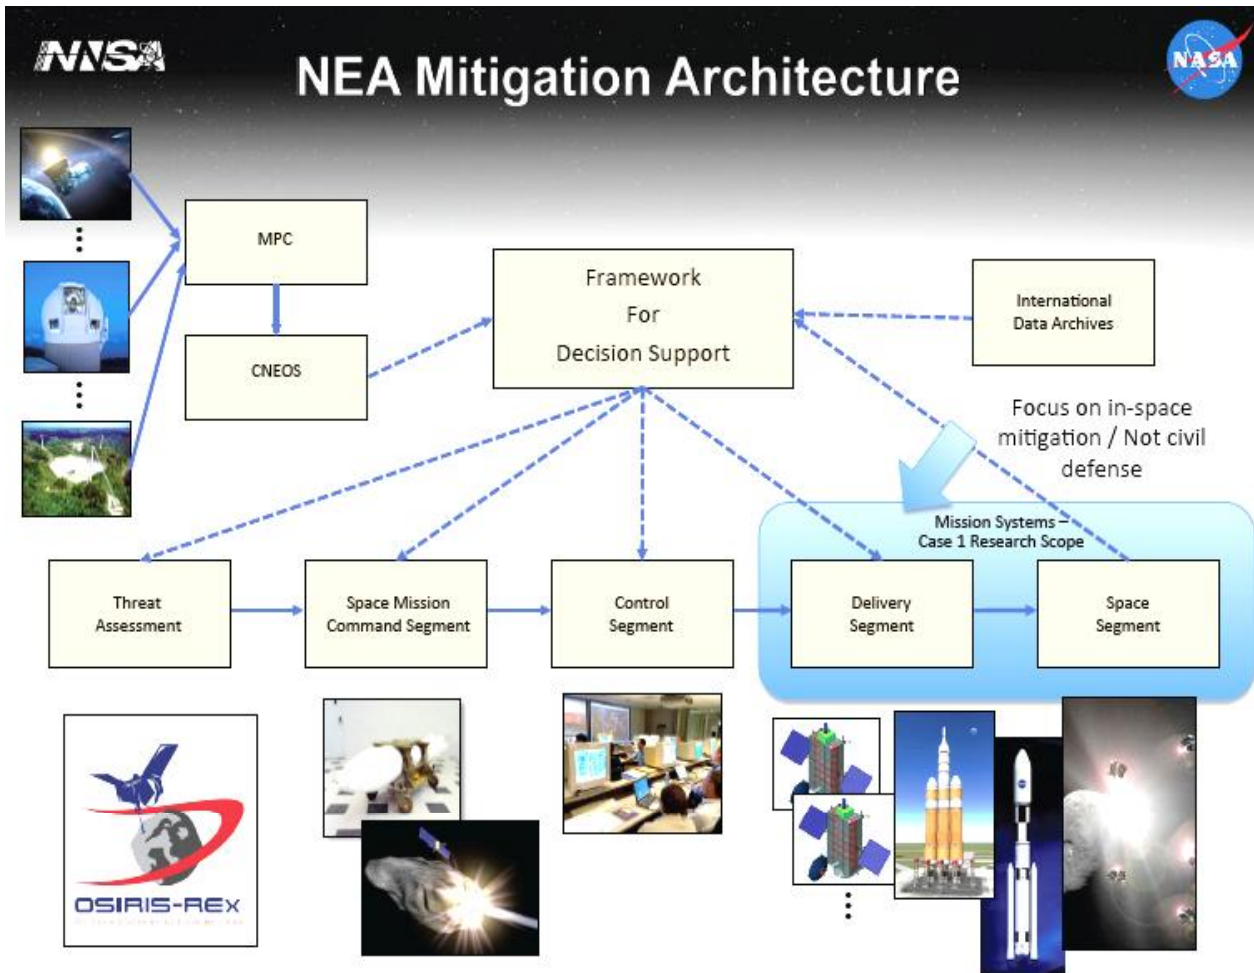 NNSA
NEA Mitigation Architecture
NASA
MPC
CNEOS
Framework
For
Decision Support
International
Data Archives
Focus on in-space
mitigation / Not civil
defense
Mission Systems –
Case 1 Research Scope
Threat
Assessment
Space Mission
Command Segment
Control
Segment
Delivery
Segment
Space
Segment
OSIRIS-REx